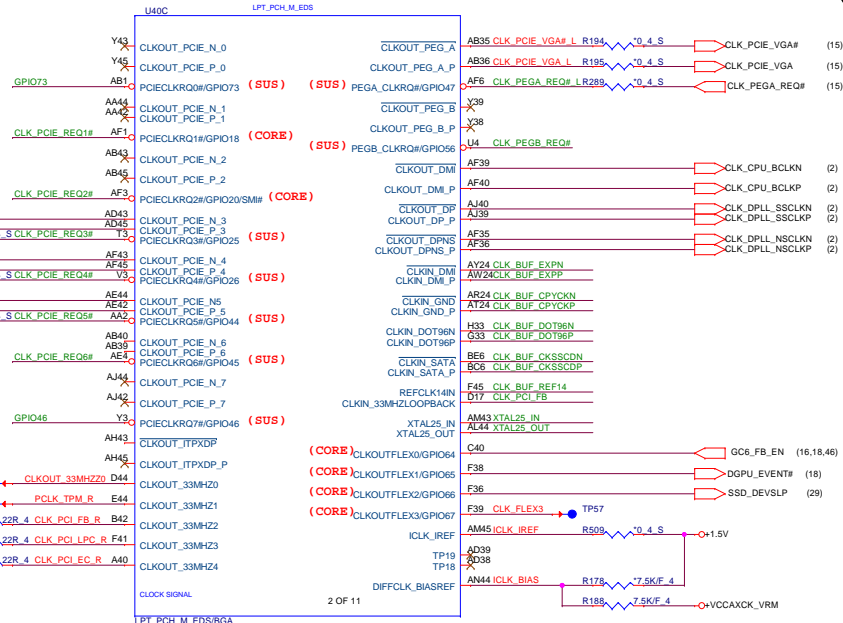 U40C LPT_PCH_M_EDS
Y43 CLKOUT_PCIE_N_0 CLKOUT_PEG_A AB35 CLK_PCIE_VGA#_L R194 *0_4_S CLK_PCIE_VGA# (15)
Y45 CLKOUT_PCIE_P_0 CLKOUT_PEG_A_P AB36 CLK_PCIE_VGA_L R195 *0_4_S CLK_PCIE_VGA (15)
GPIO73 AB1 PCIECLKRQ0#/GPIO73 (SUS) (SUS) PEGA_CLKRQ#/GPIO47 AF6 CLK_PEGA_REQ#_L R289 *0_4_S CLK_PEGA_REQ# (15)
AA44 CLKOUT_PCIE_N_1 CLKOUT_PEG_B Y39
AA42 CLKOUT_PCIE_P_1 CLKOUT_PEG_B_P Y38
CLK_PCIE_REQ1# AF1 PCIECLKRQ1#/GPIO18 (CORE)
(SUS) PEGB_CLKRQ#/GPIO56 U4 CLK_PEGB_REQ#
AB43 CLKOUT_PCIE_N_2 CLKOUT_DMI AF39 CLK_CPU_BCLKN (2)
AB45 CLKOUT_PCIE_P_2 CLKOUT_DMI_P AF40 CLK_CPU_BCLKP (2)
CLK_PCIE_REQ2# AF3 PCIECLKRQ2#/GPIO20/SMI# (CORE)
CLKOUT_DP AJ40 CLK_DPLL_SSCLKN (2)
AD43 CLKOUT_PCIE_N_3 CLKOUT_DP_P AJ39 CLK_DPLL_SSCLKP (2)
AD45 CLKOUT_PCIE_P_3
_S CLK_PCIE_REQ3# T3 PCIECLKRQ3#/GPIO25 (SUS) CLKOUT_DPNS AF35 CLK_DPLL_NSCLKN (2)
CLKOUT_DPNS_P AF36 CLK_DPLL_NSCLKP (2)
AF43 CLKOUT_PCIE_N_4
AF45 CLKOUT_PCIE_P_4 CLKIN_DMI AY24 CLK_BUF_EXPN
_S CLK_PCIE_REQ4# V3 PCIECLKRQ4#/GPIO26 (SUS) CLKIN_DMI_P AW24 CLK_BUF_EXPP
AE44 CLKOUT_PCIE_N5 CLKIN_GND AR24 CLK_BUF_CPYCKN
AE42 CLKOUT_PCIE_P_5 CLKIN_GND_P AT24 CLK_BUF_CPYCKP
_S CLK_PCIE_REQ5# AA2 PCIECLKRQ5#/GPIO44 (SUS)
CLKIN_DOT96N H33 CLK_BUF_DOT96N
AB40 CLKOUT_PCIE_N_6 CLKIN_DOT96P G33 CLK_BUF_DOT96P
AB39 CLKOUT_PCIE_P_6
CLK_PCIE_REQ6# AE4 PCIECLKRQ6#/GPIO45 (SUS) CLKIN_SATA BE6 CLK_BUF_CKSSCDN
CLKIN_SATA_P BC6 CLK_BUF_CKSSCDP
AJ44 CLKOUT_PCIE_N_7
REFCLK14IN F45 CLK_BUF_REF14
AJ42 CLKOUT_PCIE_P_7 CLKIN_33MHZLOOPBACK D17 CLK_PCI_FB
GPIO46 Y3 PCIECLKRQ7#/GPIO46 (SUS) XTAL25_IN AM43 XTAL25_IN
XTAL25_OUT AL44 XTAL25_OUT
AH43 CLKOUT_ITPXDP
(CORE) CLKOUTFLEX0/GPIO64 C40 GC6_FB_EN (16,18,46)
AH45 CLKOUT_ITPXDP_P
(CORE) CLKOUTFLEX1/GPIO65 F38 DGPU_EVENT# (18)
CLKOUT_33MHZZ0 D44 CLKOUT_33MHZ0
(CORE) CLKOUTFLEX2/GPIO66 F36 SSD_DEVSLP (29)
PCLK_TPM_R E44 CLKOUT_33MHZ1
(CORE) CLKOUTFLEX3/GPIO67 F39 CLK_FLEX3 TP57
22R_4 CLK_PCI_FB_R B42 CLKOUT_33MHZ2
ICLK_IREF AM45 ICLK_IREF R509 *0_4_S +1.5V
22R_4 CLK_PCI_LPC_R F41 CLKOUT_33MHZ3
TP19 AD39
22R_4 CLK_PCI_EC_R A40 CLKOUT_33MHZ4 TP18 AD38
DIFFCLK_BIASREF AN44 ICLK_BIAS R178 *7.5K/F_4
CLOCK SIGNAL 2 OF 11 R188 7.5K/F_4 +VCCAXCK_VRM
LPT_PCH_M_EDS/BGA